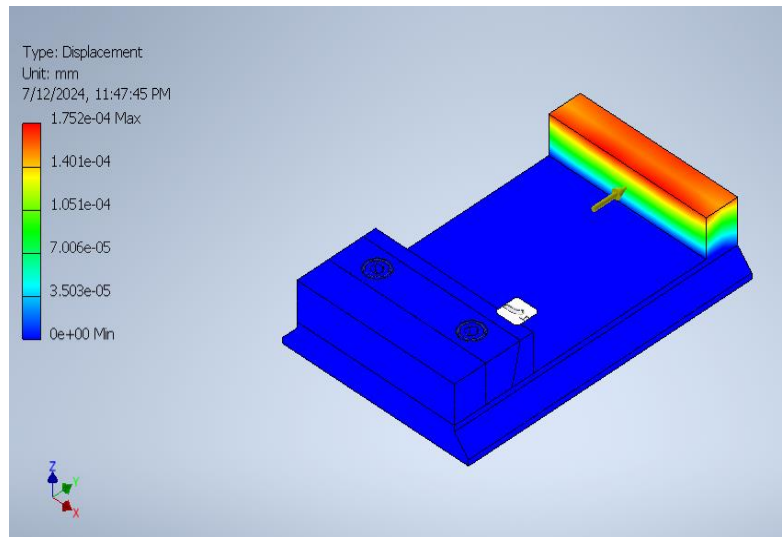 Type: Displacement
Unit: mm
7/12/2024, 11:47:45 PM
1.752e-04 Max
1.401e-04
1.051e-04
7.006e-05
3.503e-05
0e+00 Min
Z
Y
X